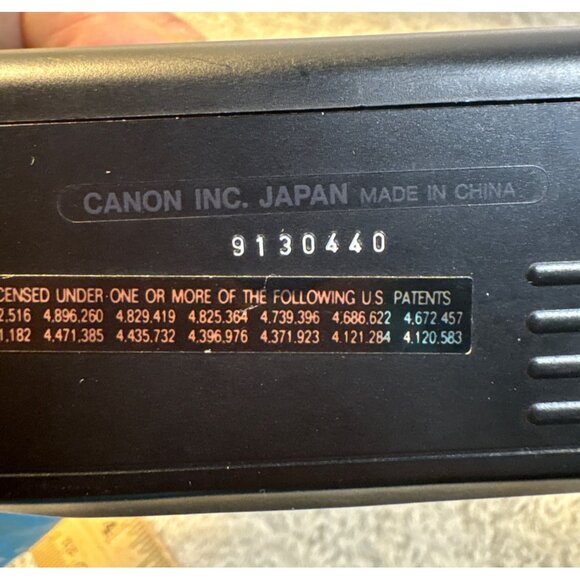 CANON INC. JAPAN MADE IN CHINA
9130440
CENSED UNDER ONE OR MORE OF THE FOLLOWING U.S. PATENTS
2.516 4.896.260 4.829.419 4.825.364 4.739.396 4.686.622 4.672.457
1.182 4.471.385 4.435.732 4.396.976 4.371.923 4.121.284 4.120.583